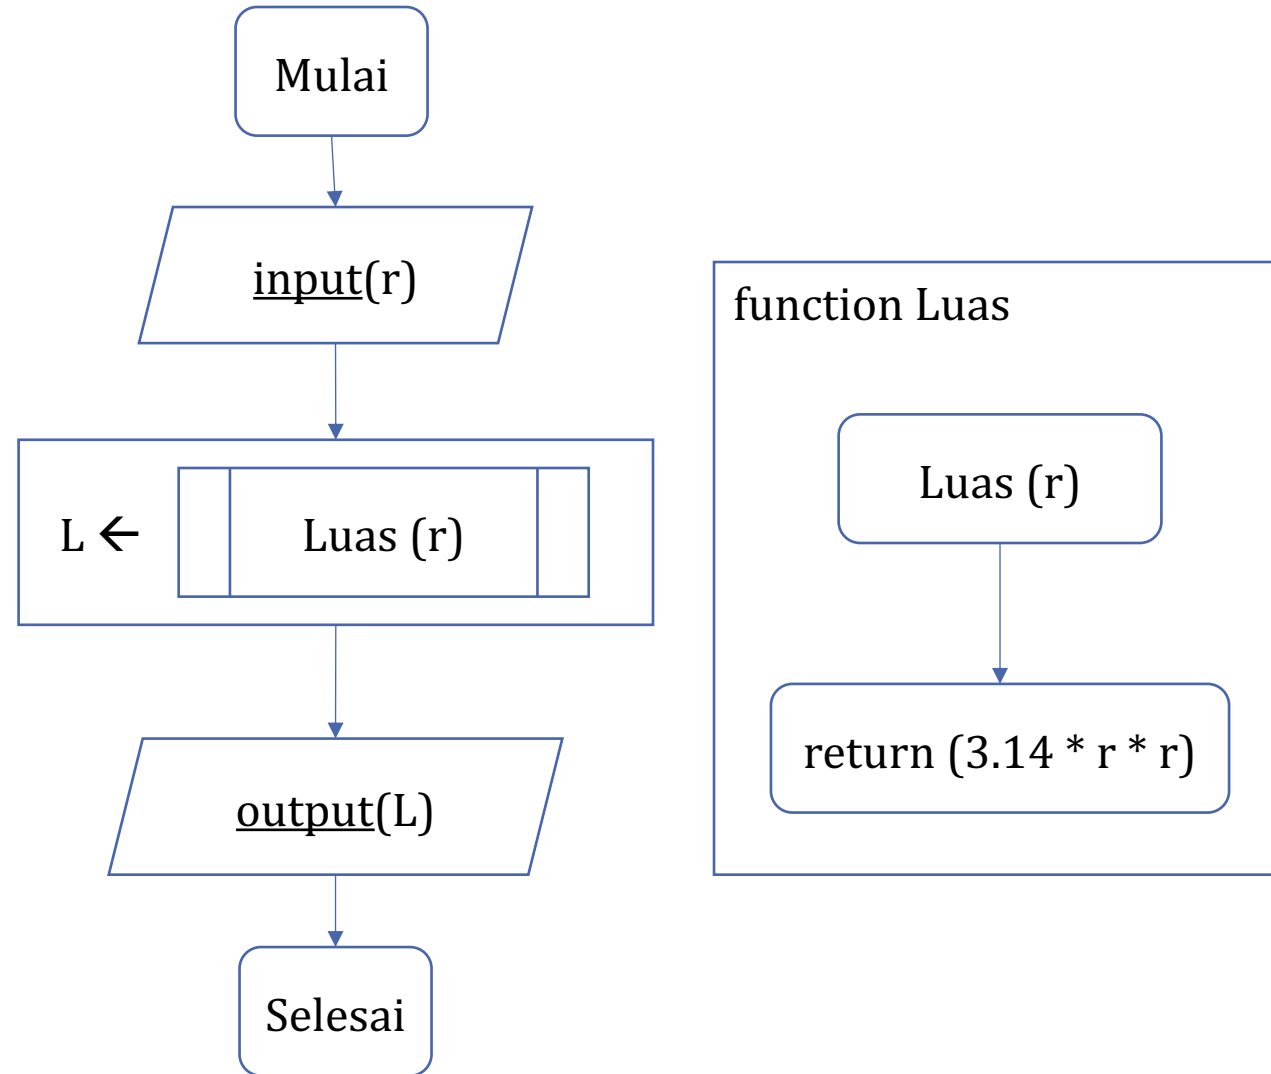 Mulai
input(r)
L ← Luas (r)
output(L)
Selesai
function Luas
Luas (r)
return (3.14 * r * r)